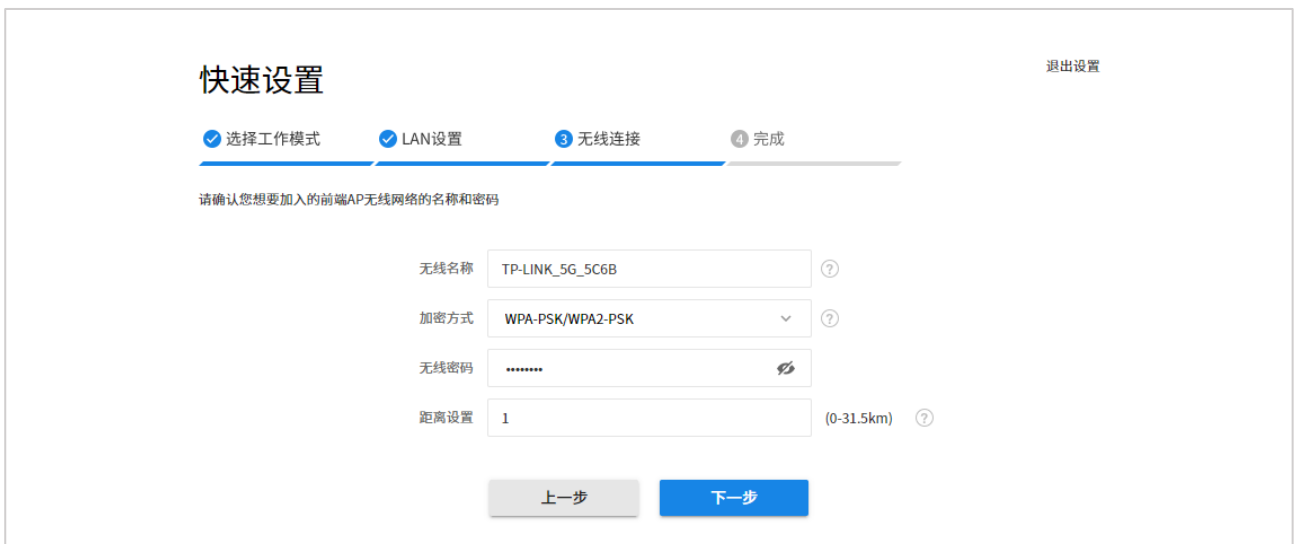 快速设置
退出设置
选择工作模式
LAN设置
3 无线连接
4 完成
请确认您想要加入的前端AP无线网络的名称和密码
无线名称 TP-LINK_5G_5C6B ?
加密方式 WPA-PSK/WPA2-PSK ?
无线密码 ••••••••
距离设置 1 (0-31.5km) ?
上一步 下一步